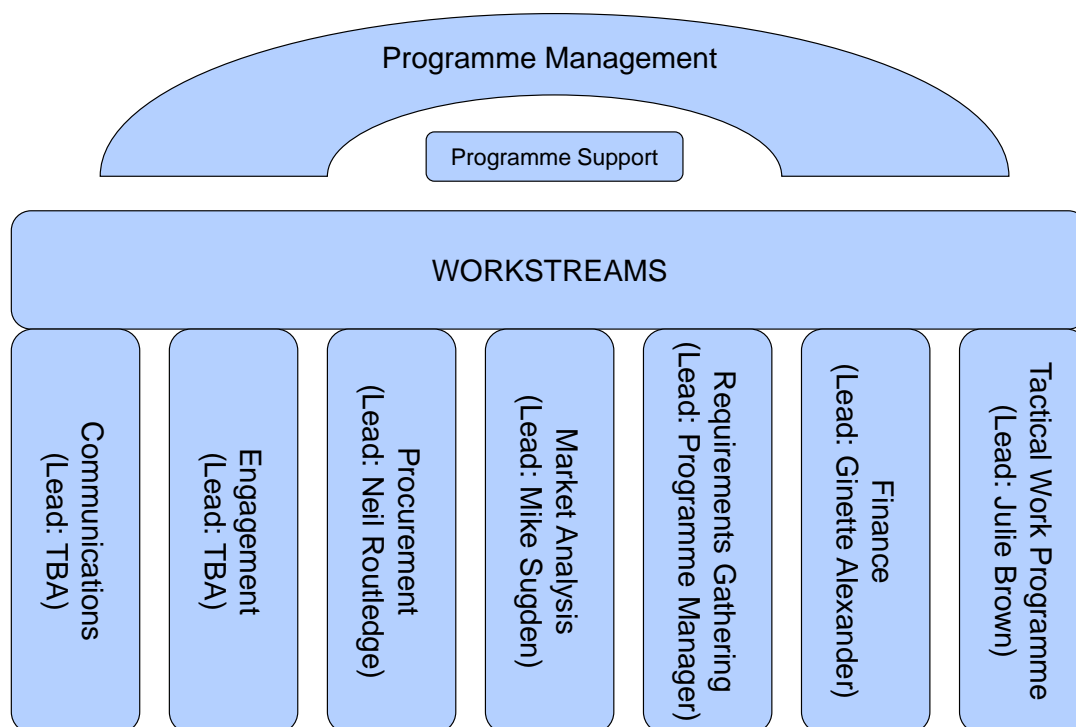 Programme Management
Programme Support
WORKSTREAMS
Communications
(Lead: TBA)
Engagement
(Lead: TBA)
Procurement
(Lead: Neil Routledge)
Market Analysis
(Lead: Mike Sugden)
Requirements Gathering
(Lead: Programme Manager)
Finance
(Lead: Ginette Alexander)
Tactical Work Programme
(Lead: Julie Brown)